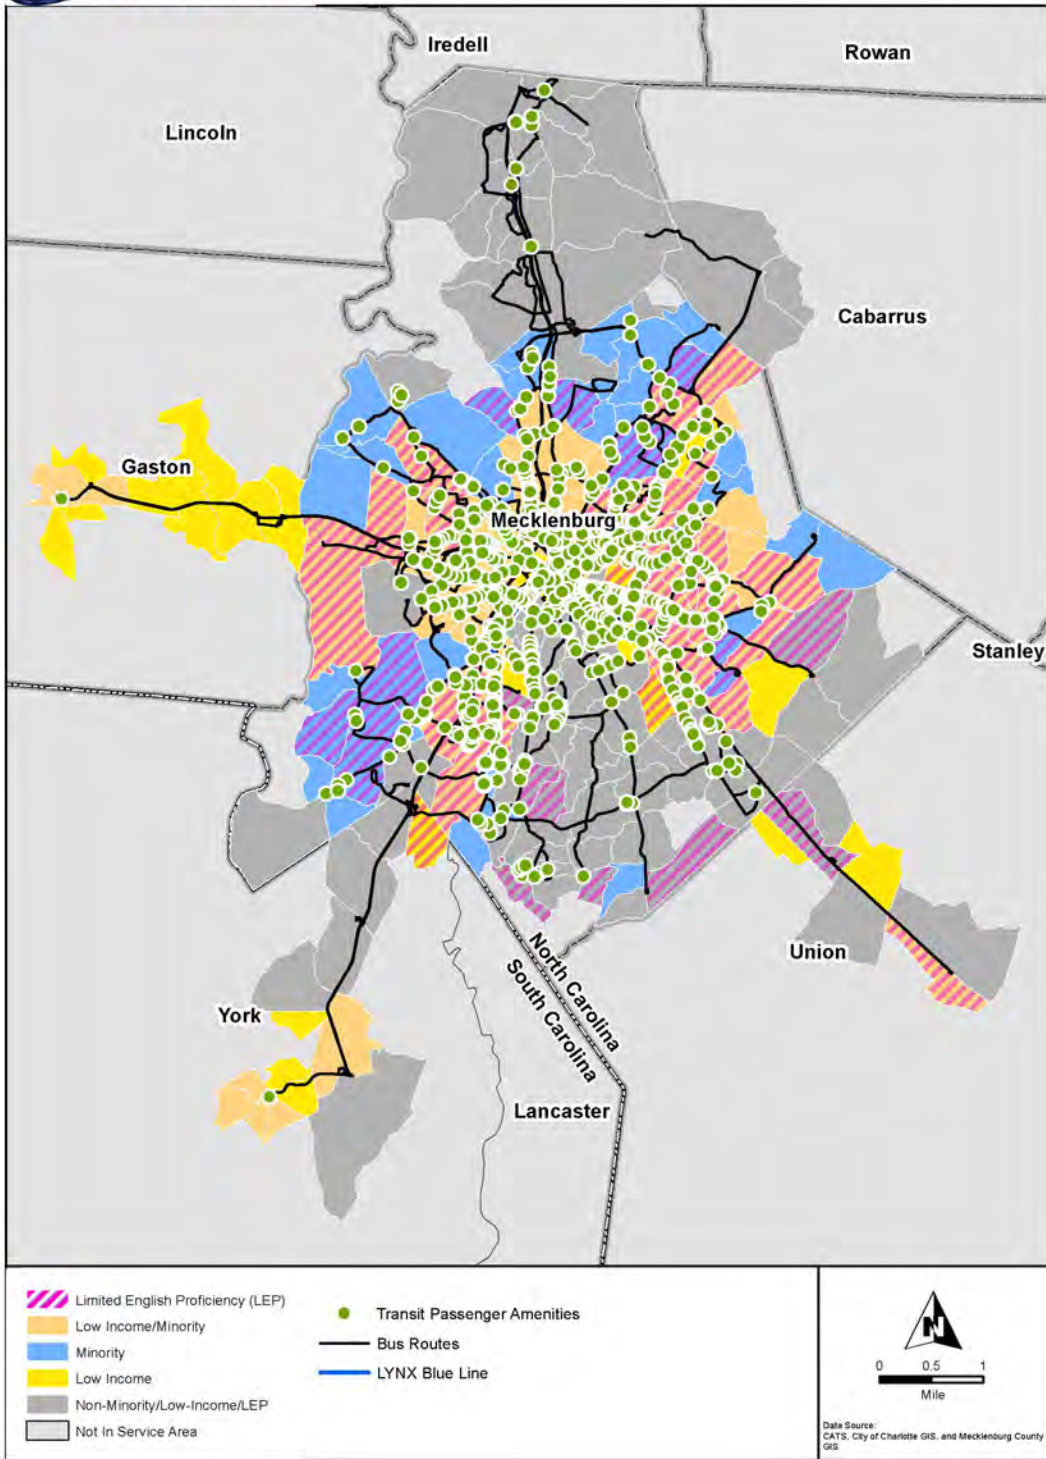 Iredell
Rowan
Lincoln
Cabarrus
Gaston
Mecklenburg
Stanley
Union
North Carolina
South Carolina
York
Lancaster
Limited English Proficiency (LEP)
Low Income/Minority
Minority
Low Income
Non-Minority/Low-Income/LEP
Not In Service Area
Transit Passenger Amenities
Bus Routes
LYNX Blue Line
N
0 0.5 1
Mile
Data Source:
CATS, City of Charlotte GIS, and Mecklenburg County
GIS